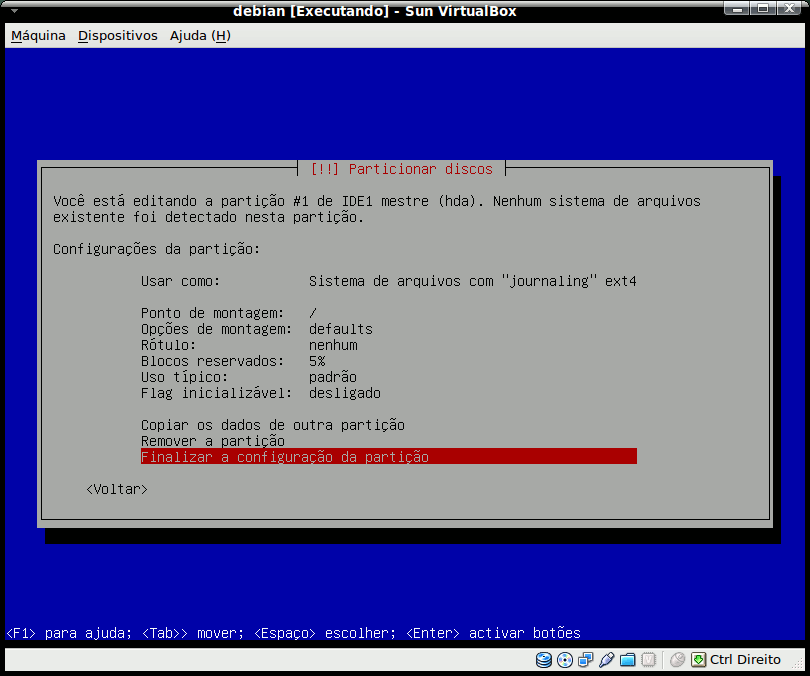 debian [Executando] - Sun VirtualBox
Máquina Dispositivos Ajuda (H)
[!!] Particionar discos
Você está editando a partição #1 de IDE1 mestre (hda). Nenhum sistema de arquivos
existente foi detectado nesta partição.
Configurações da partição:
Usar como: Sistema de arquivos com "journaling" ext4
Ponto de montagem: /
Opções de montagem: defaults
Rótulo: nenhum
Blocos reservados: 5%
Uso típico: padrão
Flag inicializável: desligado
Copiar os dados de outra partição
Remover a partição
Finalizar a configuração da partição
<Voltar>
<F1> para ajuda; <Tab>> mover; <Espaço> escolher; <Enter> activar botões
Ctrl Direito